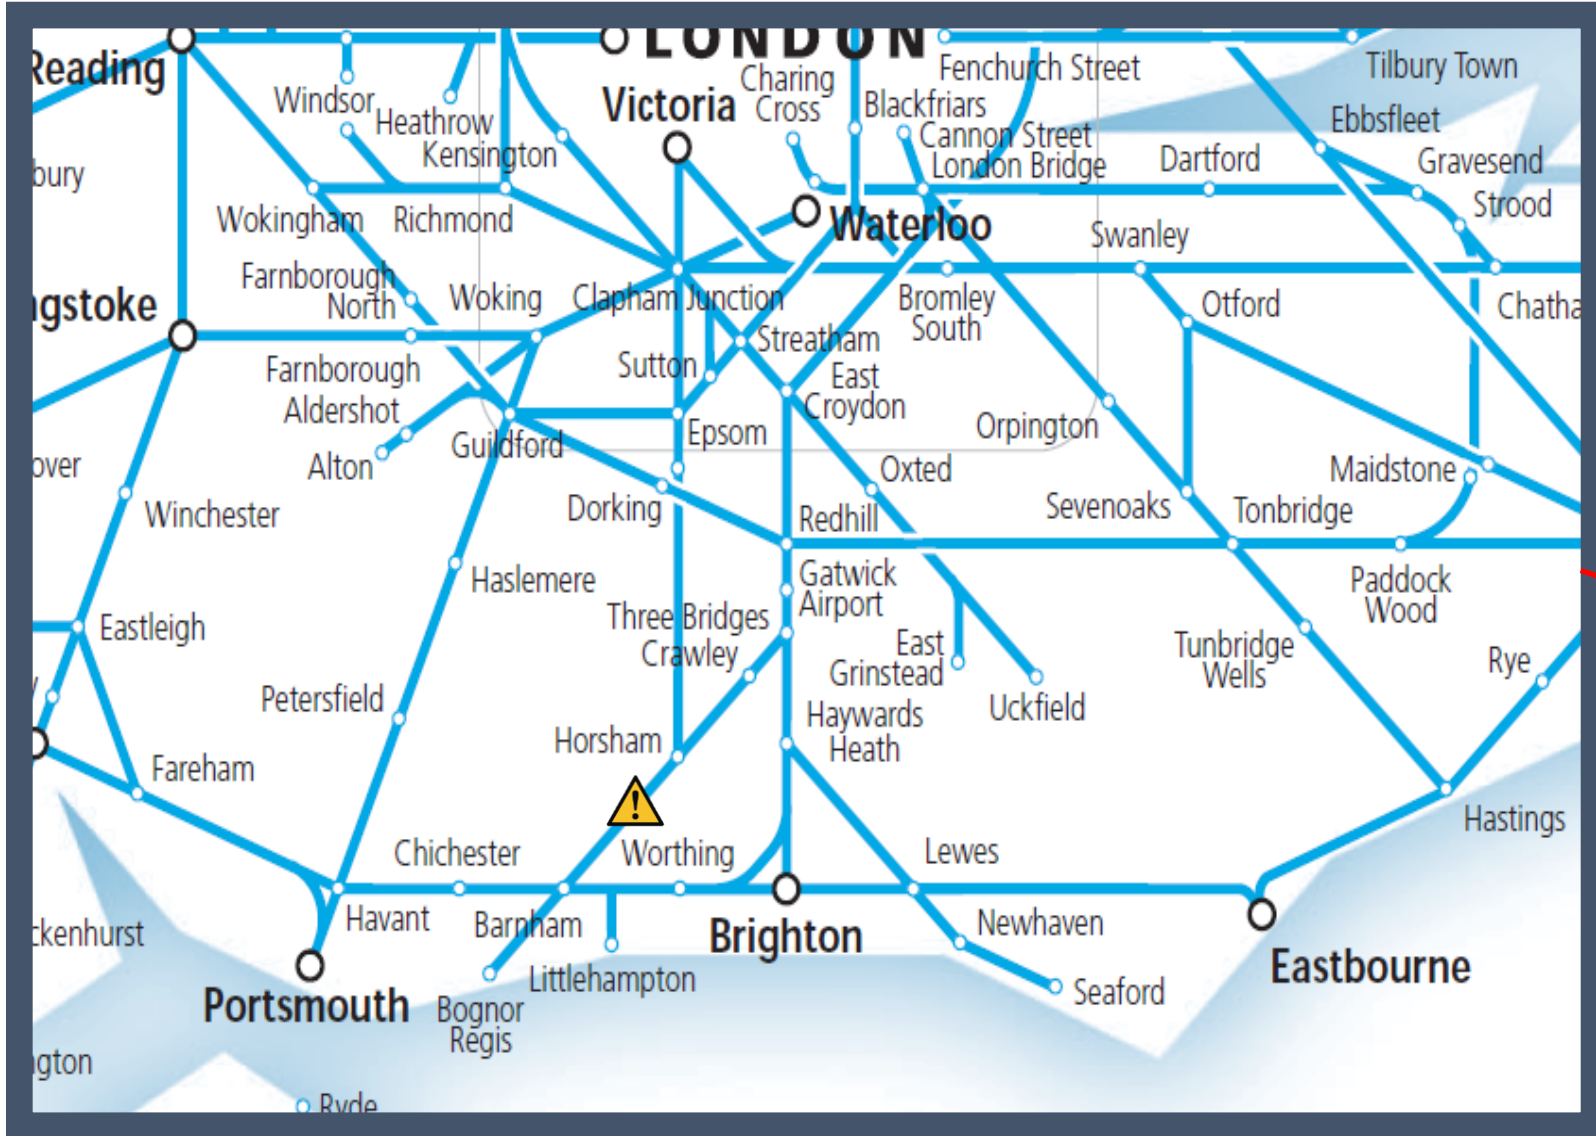 LONDON
Reading
Windsor
Heathrow
Kensington
Victoria
Charing
Cross
Blackfriars
Cannon Street
London Bridge
Fenchurch Street
Tilbury Town
Ebbsfleet
Gravesend
Strood
Dartford
bury
Wokingham
Richmond
Waterloo
Swanley
Farnborough
North
Woking
Clapham Junction
Bromley
South
Otford
Chatha
gstoke
Farnborough
Aldershot
Alton
Guildford
Sutton
Streatham
East
Croydon
Epsom
Orpington
Oxted
Maidstone
over
Winchester
Dorking
Redhill
Sevenoaks
Tonbridge
Haslemere
Gatwick
Airport
Three Bridges
Crawley
Paddock
Wood
Eastleigh
East
Grinstead
Tunbridge
Wells
Rye
Petersfield
Uckfield
Horsham
Haywards
Heath
Fareham
!
Hastings
Chichester
Worthing
Lewes
Havant
Barnham
Brighton
Newhaven
ckenhurst
Littlehampton
Eastbourne
Seaford
Portsmouth
Bognor
Regis
ngton
Ryde